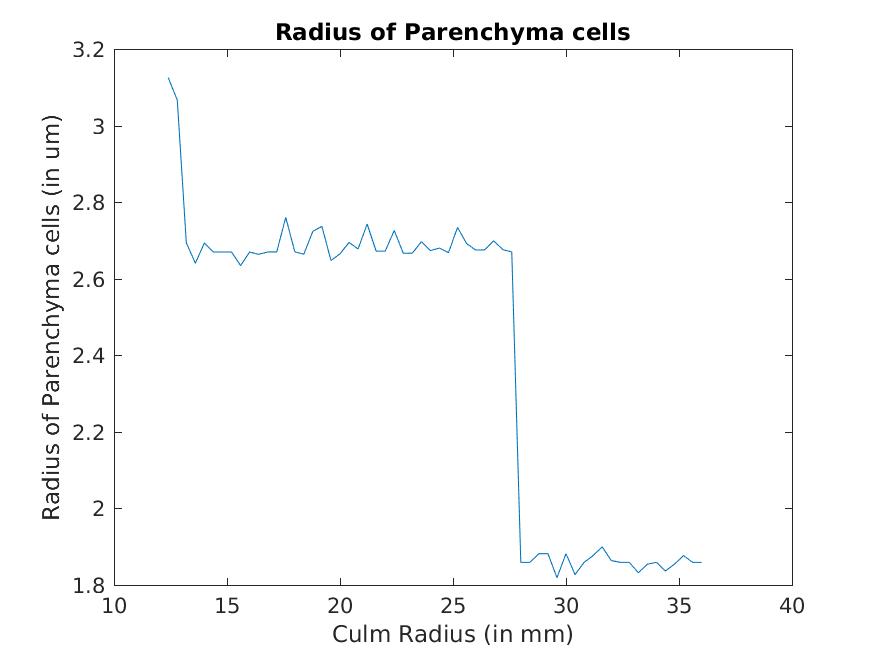 Radius of Parenchyma cells
Radius of Parenchyma cells (in um)
3.2
3
2.8
2.6
2.4
2.2
2
1.8
10 15 20 25 30 35 40
Culm Radius (in mm)